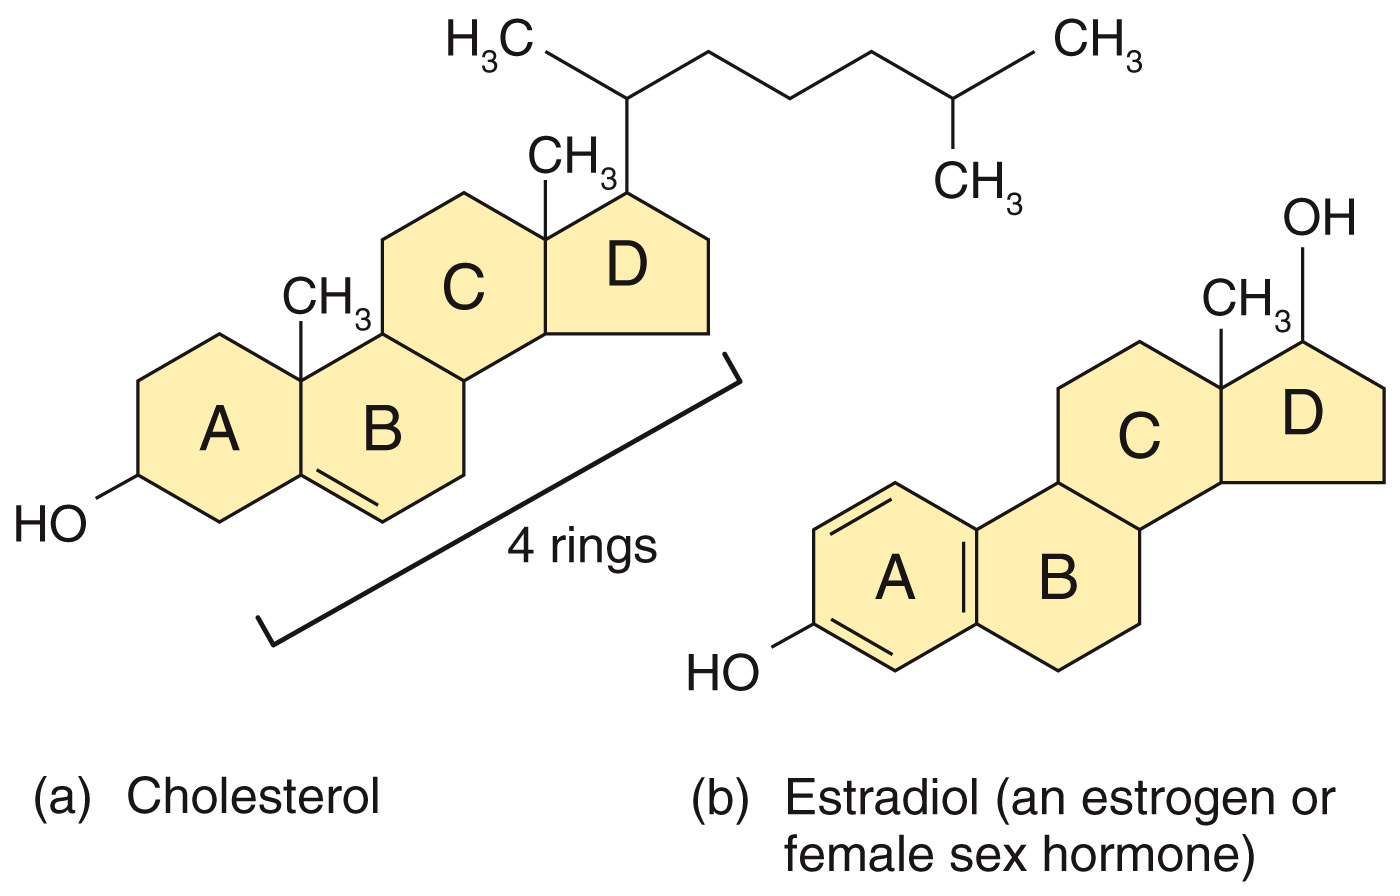 H₃C
CH₃
CH₃
CH₃
CH₃
A
B
C
D
HO
4 rings
OH
CH₃
A
B
C
D
HO
(a) Cholesterol
(b) Estradiol (an estrogen or
female sex hormone)